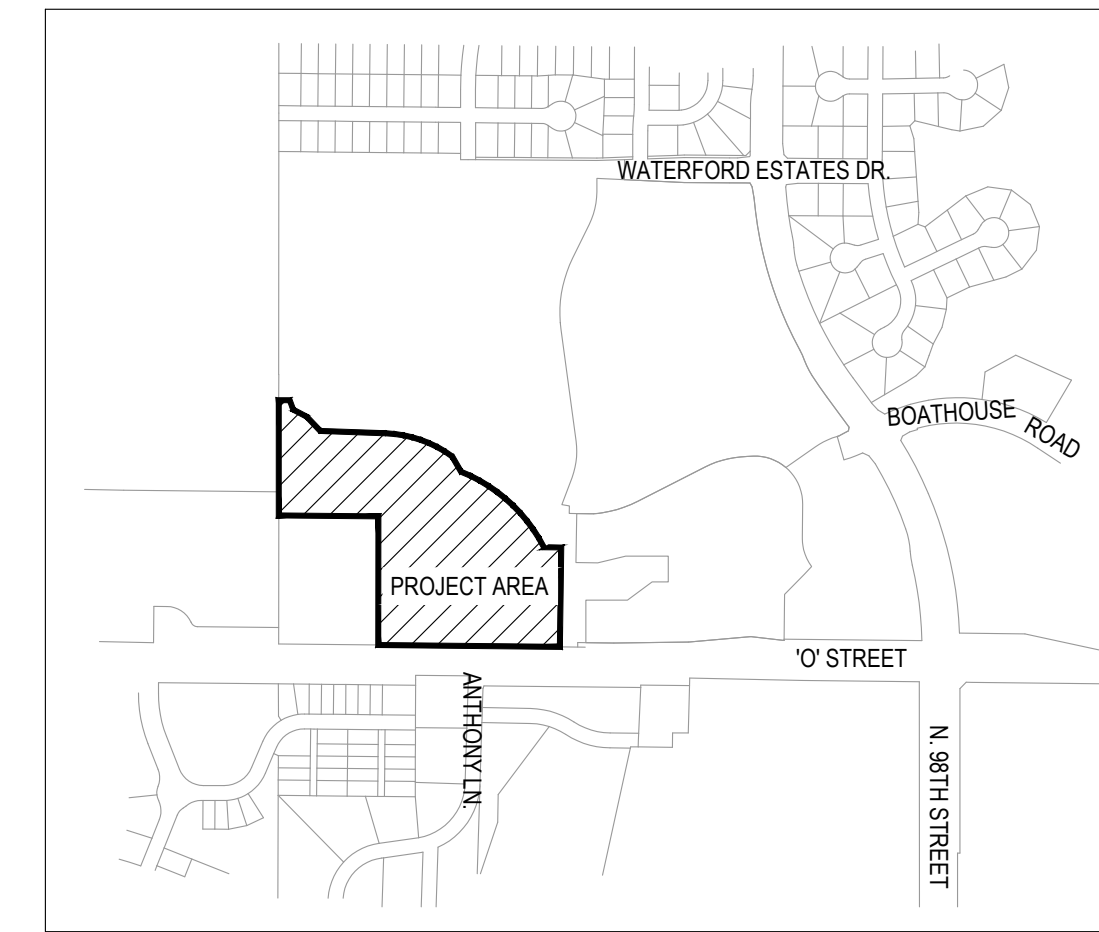 WATERFORD ESTATES DR.
BOATHOUSE
ROAD
PROJECT AREA
'O' STREET
ANTHONY LN.
N. 98TH STREET